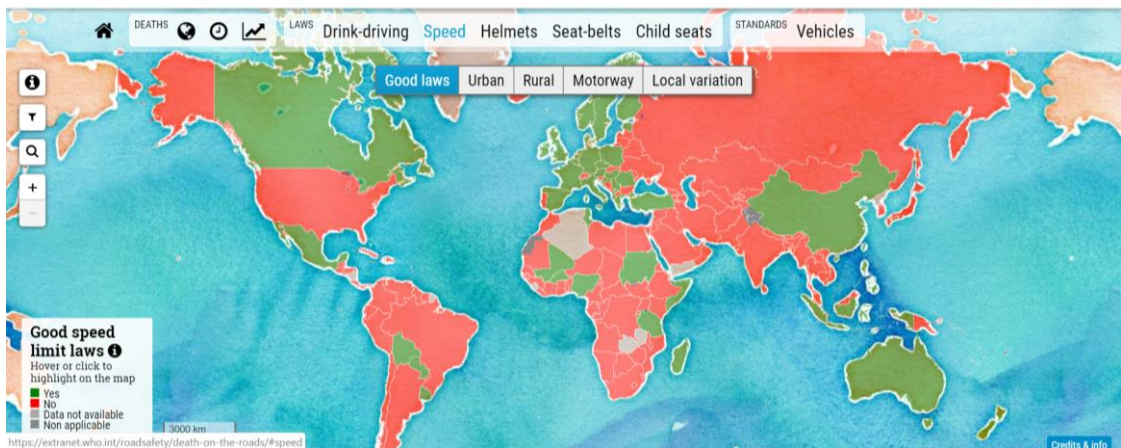 DEATHS LAWS Drink-driving Speed Helmets Seat-belts Child seats STANDARDS Vehicles
Good laws Urban Rural Motorway Local variation
+
−
Good speed
limit laws
Hover or click to
highlight on the map
Yes
No
Data not available
Non applicable
3000 km
https://extranet.who.int/roadsafety/death-on-the-roads/#speed
Credits & info